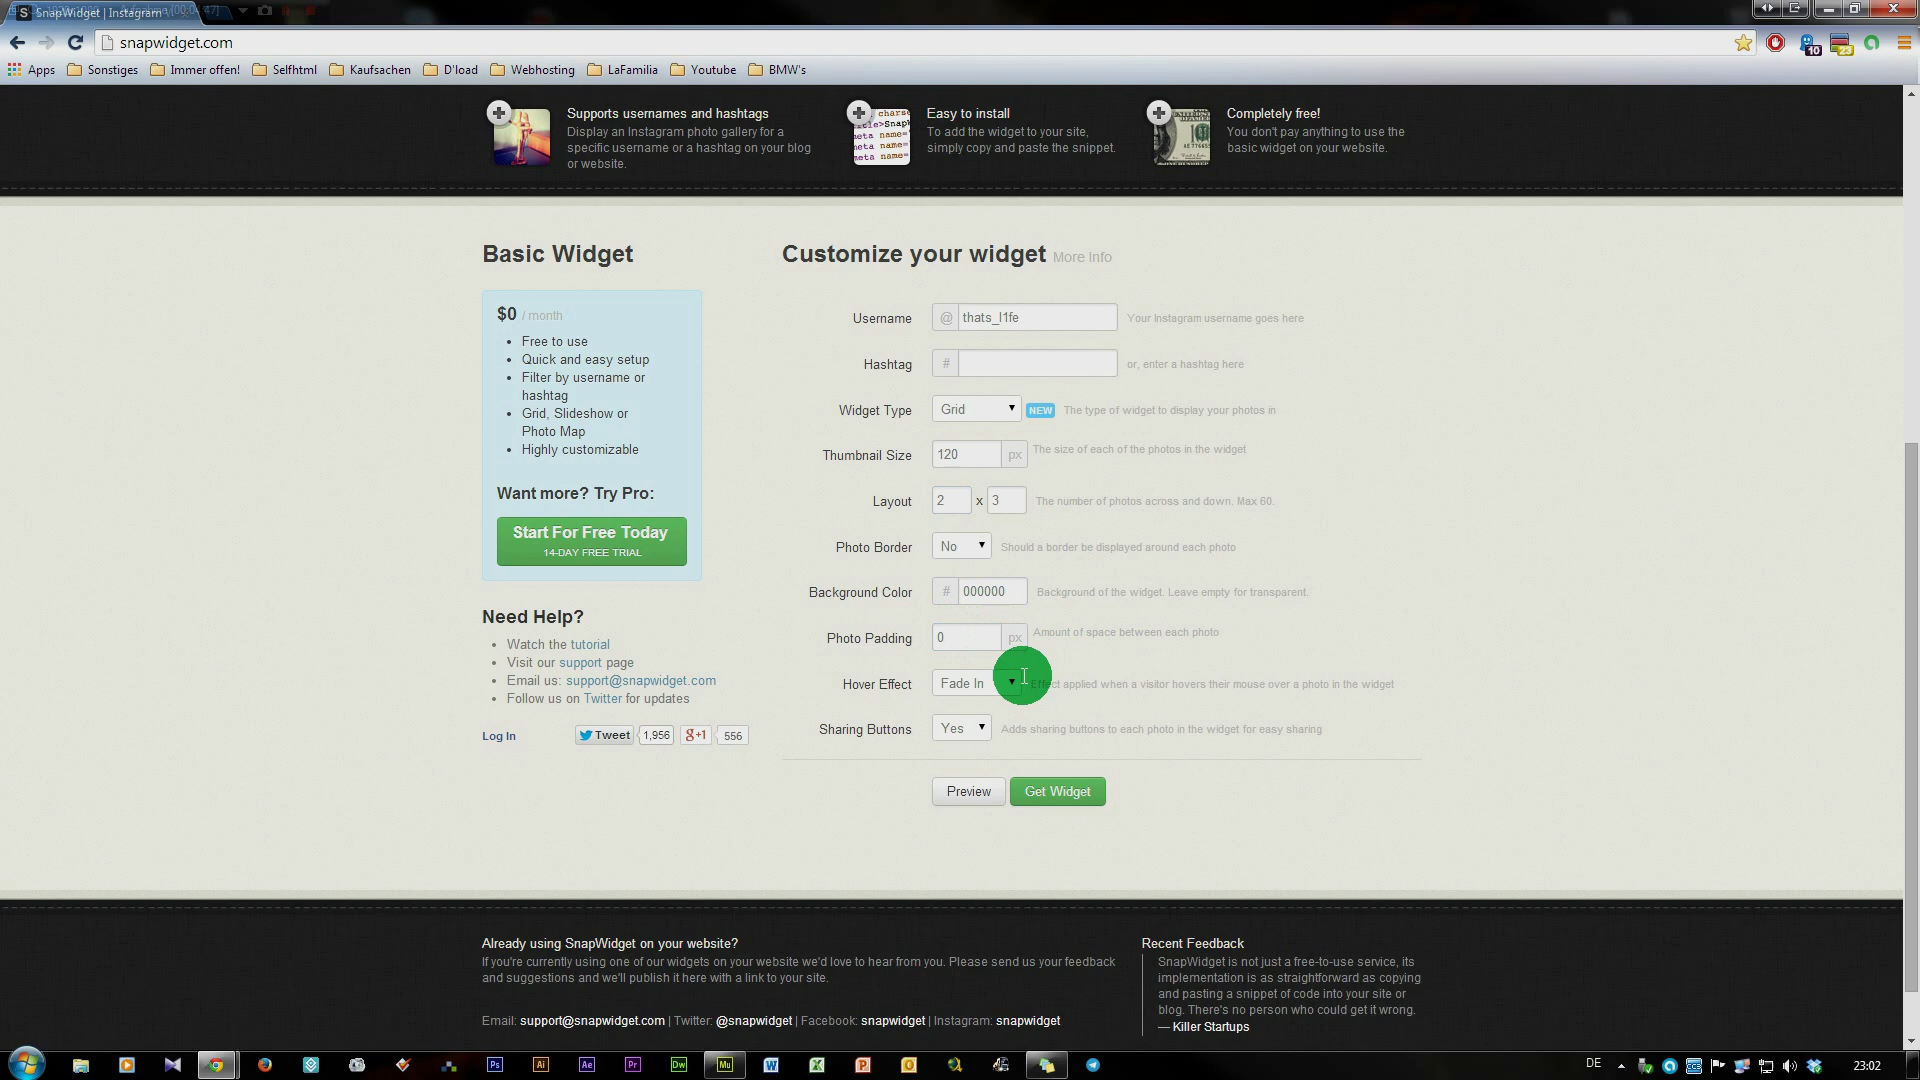 SnapWidget | Instagram
snapwidget.com
10
23
Apps
Sonstiges
Immer offen!
Selfhtml
Kaufsachen
D'load
Webhosting
LaFamilia
Youtube
BMW's
Supports usernames and hashtags
Display an Instagram photo gallery for a
specific username or a hashtag on your blog
or website.
Easy to install
To add the widget to your site,
simply copy and paste the snippet.
Completely free!
You don't pay anything to use the
basic widget on your website.
Basic Widget
$0 / month
• Free to use
• Quick and easy setup
• Filter by username or
hashtag
• Grid, Slideshow or
Photo Map
• Highly customizable
Want more? Try Pro:
Start For Free Today
14-DAY FREE TRIAL
Need Help?
• Watch the tutorial
• Visit our support page
• Email us: support@snapwidget.com
• Follow us on Twitter for updates
Log In
Tweet
1,956
g+1
556
Customize your widget More Info
Username @ thats_l1fe Your Instagram username goes here
Hashtag # or, enter a hashtag here
Widget Type Grid NEW The type of widget to display your photos in
Thumbnail Size 120 px The size of each of the photos in the widget
Layout 2 x 3 The number of photos across and down. Max 60.
Photo Border No Should a border be displayed around each photo
Background Color # 000000 Background of the widget. Leave empty for transparent.
Photo Padding 0 px Amount of space between each photo
Hover Effect Fade In Effect applied when a visitor hovers their mouse over a photo in the widget
Sharing Buttons Yes Adds sharing buttons to each photo in the widget for easy sharing
Preview
Get Widget
Already using SnapWidget on your website?
If you're currently using one of our widgets on your website we'd love to hear from you. Please send us your feedback
and suggestions and we'll publish it here with a link to your site.
Email: support@snapwidget.com | Twitter: @snapwidget | Facebook: snapwidget | Instagram: snapwidget
Recent Feedback
SnapWidget is not just a free-to-use service, its
implementation is as straightforward as copying
and pasting a snippet of code into your site or
blog. There's no person who could get it wrong.
— Killer Startups
Ps
Ai
Ae
Pr
Dw
Mu
DE
23:02